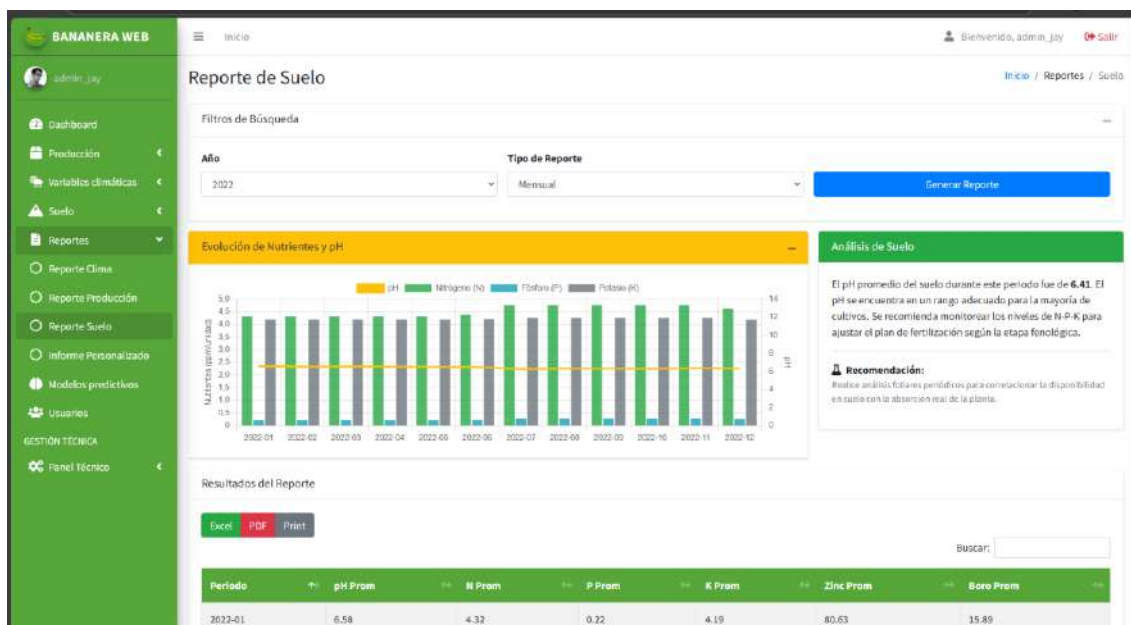 BANANERA WEB
Inicio
Bienvenido, admin_jay
Salir
admin_jay
Reporte de Suelo
Inicio / Reportes / Suelo
Dashboard
Producción
Variables climáticas
Suelo
Reportes
Reporte Clima
Reporte Producción
Reporte Suelo
Informe Personalizado
Modelos predictivos
Usuarios
GESTIÓN TÉCNICA
Panel Técnico
Filtros de Búsqueda
Año
Tipo de Reporte
2022
Mensual
Generar Reporte
Evolución de Nutrientes y pH
pH Nitrógeno (N) Fósforo (P) Potasio (K)
5,0
4,5
4,0
3,5
3,0
2,5
2,0
1,5
1,0
0,5
0
Nutrientes (ppm/unidades)
14
12
10
8
6
4
2
0
pH
2022-01 2022-02 2022-03 2022-04 2022-05 2022-06 2022-07 2022-08 2022-09 2022-10 2022-11 2022-12
Análisis de Suelo
El pH promedio del suelo durante este periodo fue de 6.41. El
pH se encuentra en un rango adecuado para la mayoría de
cultivos. Se recomienda monitorear los niveles de N-P-K para
ajustar el plan de fertilización según la etapa fenológica.
Recomendación:
Realice análisis foliares periódicos para correlacionar la disponibilidad
en suelo con la absorción real de la planta.
Resultados del Reporte
Excel PDF Print
Buscar:
Periodo pH Prom N Prom P Prom K Prom Zinc Prom Boro Prom
2022-01 6.58 4.32 0.22 4.19 80.63 15.89